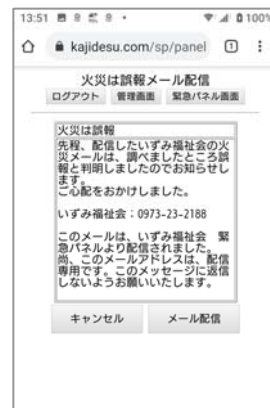 13:51
100%
kajidesu.com/sp/panel
1
火災は誤報メール配信
ログアウト 管理画面 緊急パネル画面
火災は誤報
先程、配信したいずみ福祉会の火
災メールは、調べましたところ誤
報と判明しましたのでお知らせし
ます。
ご心配をおかけしました。
いずみ福祉会：0973-23-2188
このメールは、いずみ福祉会　緊
急パネルより配信されました。
尚、このメールアドレスは、配信
専用です。このメッセージに返信
しないようお願いいたします。
キャンセル メール配信